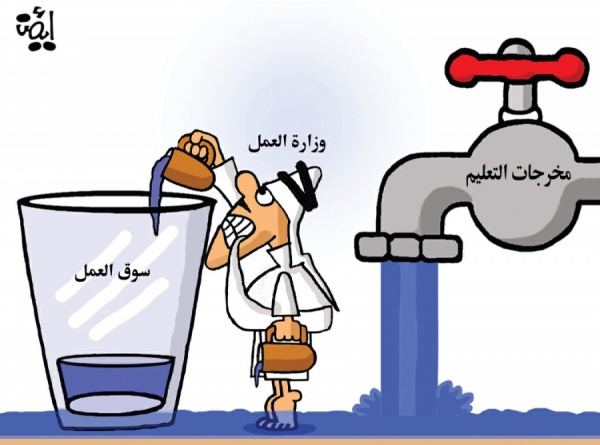 وزارة العمل
مخرجات التعليم
سوق العمل